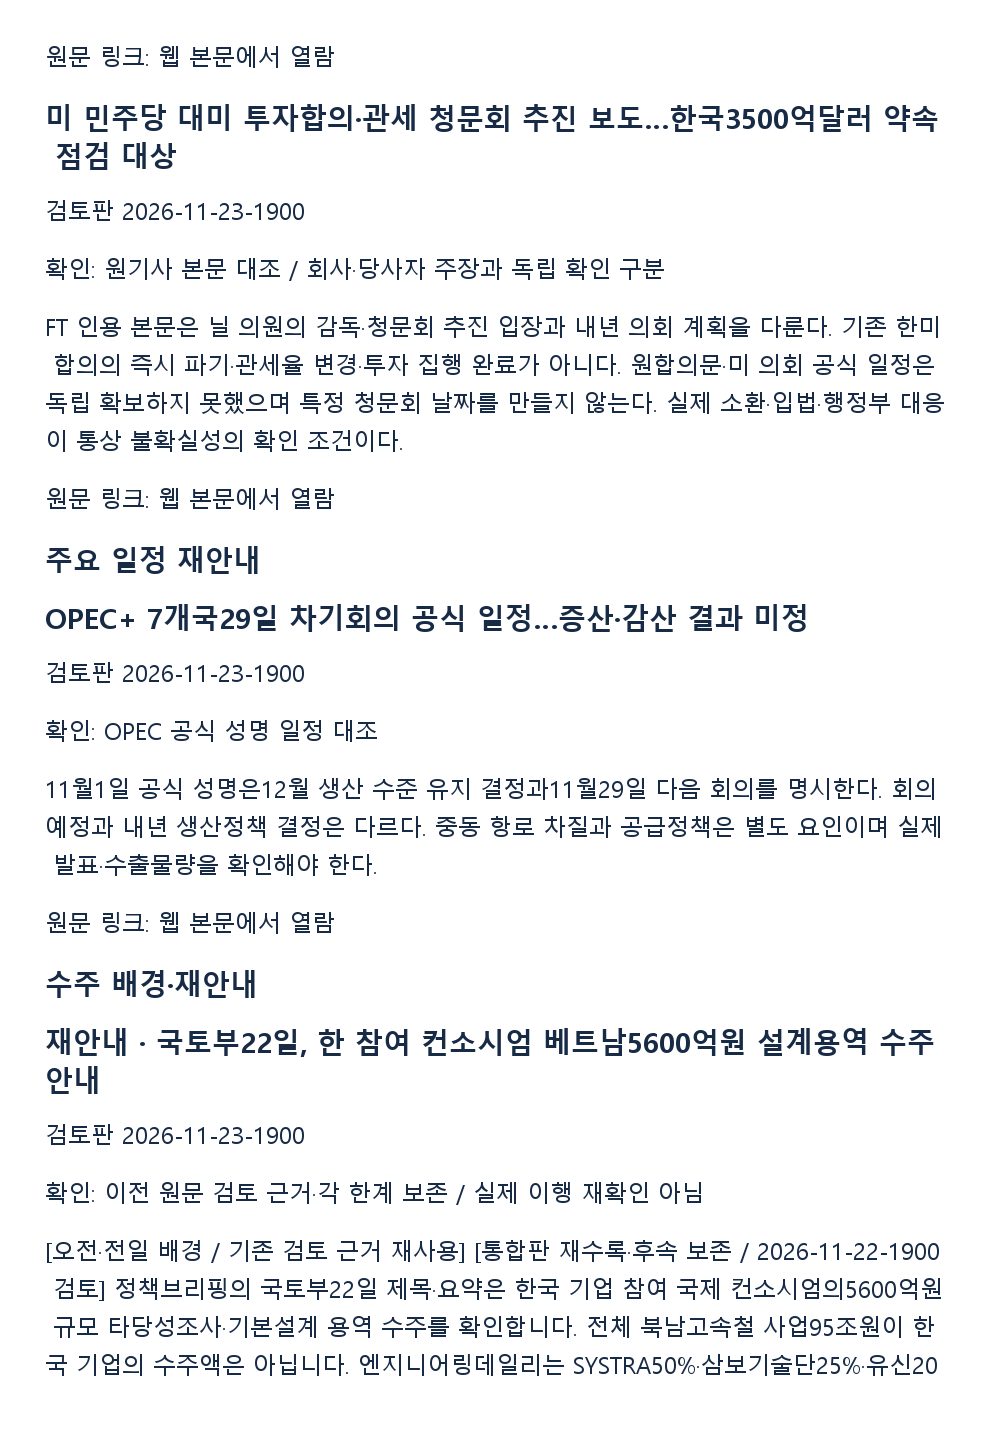 원문 링크: 웹 본문에서 열람
미 민주당 대미 투자합의·관세 청문회 추진 보도...한국3500억달러 약속
점검 대상
검토판 2026-11-23-1900
확인: 원기사 본문 대조 / 회사·당사자 주장과 독립 확인 구분
FT 인용 본문은 닐 의원의 감독·청문회 추진 입장과 내년 의회 계획을 다룬다. 기존 한미
합의의 즉시 파기·관세율 변경·투자 집행 완료가 아니다. 원합의문·미 의회 공식 일정은
독립 확보하지 못했으며 특정 청문회 날짜를 만들지 않는다. 실제 소환·입법·행정부 대응
이 통상 불확실성의 확인 조건이다.
원문 링크: 웹 본문에서 열람
주요 일정 재안내
OPEC+ 7개국29일 차기회의 공식 일정...증산·감산 결과 미정
검토판 2026-11-23-1900
확인: OPEC 공식 성명 일정 대조
11월1일 공식 성명은12월 생산 수준 유지 결정과11월29일 다음 회의를 명시한다. 회의
예정과 내년 생산정책 결정은 다르다. 중동 항로 차질과 공급정책은 별도 요인이며 실제
발표·수출물량을 확인해야 한다.
원문 링크: 웹 본문에서 열람
수주 배경·재안내
재안내 · 국토부22일, 한 참여 컨소시엄 베트남5600억원 설계용역 수주
안내
검토판 2026-11-23-1900
확인: 이전 원문 검토 근거·각 한계 보존 / 실제 이행 재확인 아님
[오전·전일 배경 / 기존 검토 근거 재사용] [통합판 재수록·후속 보존 / 2026-11-22-1900
검토] 정책브리핑의 국토부22일 제목·요약은 한국 기업 참여 국제 컨소시엄의5600억원
규모 타당성조사·기본설계 용역 수주를 확인합니다. 전체 북남고속철 사업95조원이 한
국 기업의 수주액은 아닙니다. 엔지니어링데일리는 SYSTRA50%·삼보기술단25%·유신20